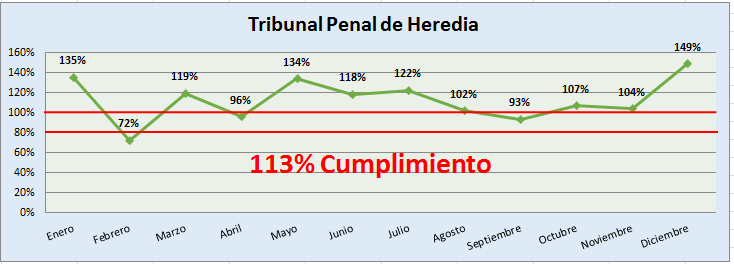 Tribunal Penal de Heredia
160%
140%
120%
100%
80%
60%
40%
20%
0%
135%
72%
119%
96%
134%
118%
122%
102%
93%
107%
104%
149%
113% Cumplimiento
Enero
Febrero
Marzo
Abril
Mayo
Junio
Julio
Agosto
Septiembre
Octubre
Noviembre
Diciembre